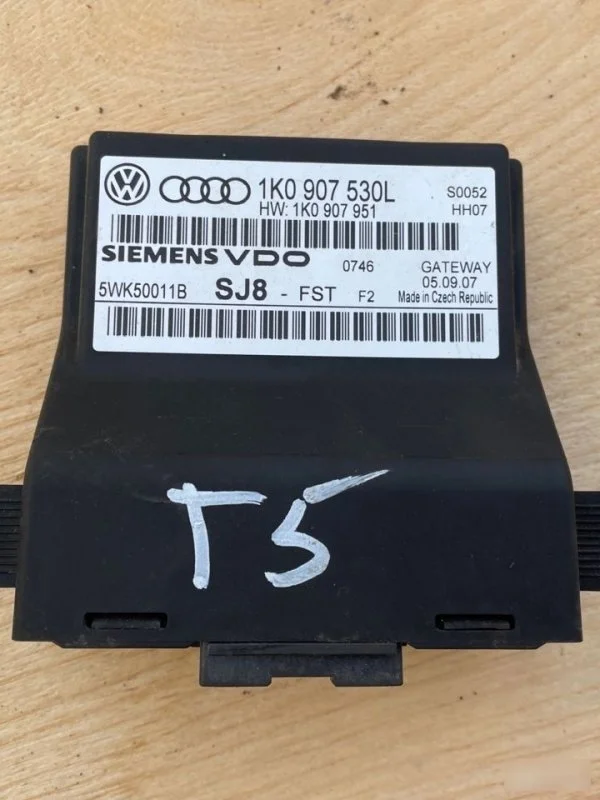 1K0 907 530L S0052
HW: 1K0 907 951 HH07
SIEMENS VDO 0746 GATEWAY
05.09.07
5WK50011B SJ8 - FST F2 Made in Czech Republic
T5